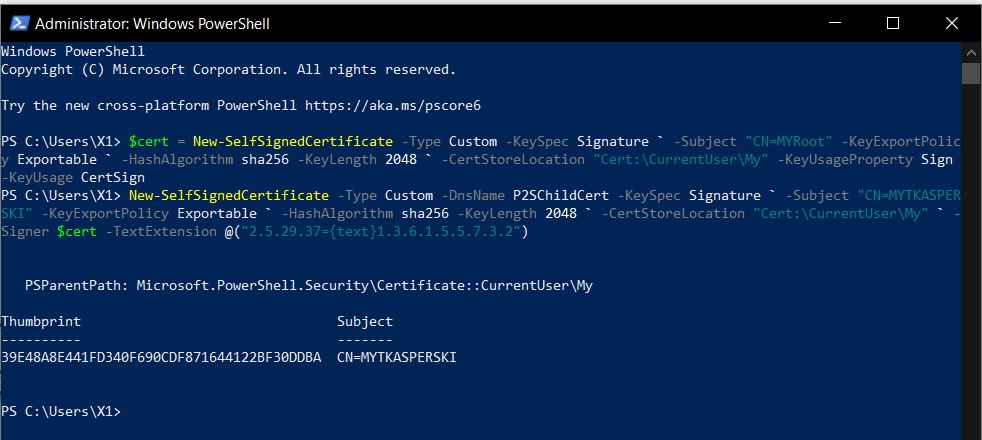 Administrator: Windows PowerShell
Windows PowerShell
Copyright (C) Microsoft Corporation. All rights reserved.
Try the new cross-platform PowerShell https://aka.ms/pscore6
PS C:\Users\X1> $cert = New-SelfSignedCertificate -Type Custom -KeySpec Signature ` -Subject "CN=MYRoot" -KeyExportPolic
y Exportable ` -HashAlgorithm sha256 -KeyLength 2048 ` -CertStoreLocation "Cert:\CurrentUser\My" -KeyUsageProperty Sign
-KeyUsage CertSign
PS C:\Users\X1> New-SelfSignedCertificate -Type Custom -DnsName P2SChildCert -KeySpec Signature ` -Subject "CN=MYTKASPER
SKI" -KeyExportPolicy Exportable ` -HashAlgorithm sha256 -KeyLength 2048 ` -CertStoreLocation "Cert:\CurrentUser\My" ` -
Signer $cert -TextExtension @("2.5.29.37={text}1.3.6.1.5.5.7.3.2")
PSParentPath: Microsoft.PowerShell.Security\Certificate::CurrentUser\My
Thumbprint Subject
---------- -------
39E48A8E441FD340F690CDF871644122BF30DDBA CN=MYTKASPERSKI
PS C:\Users\X1>